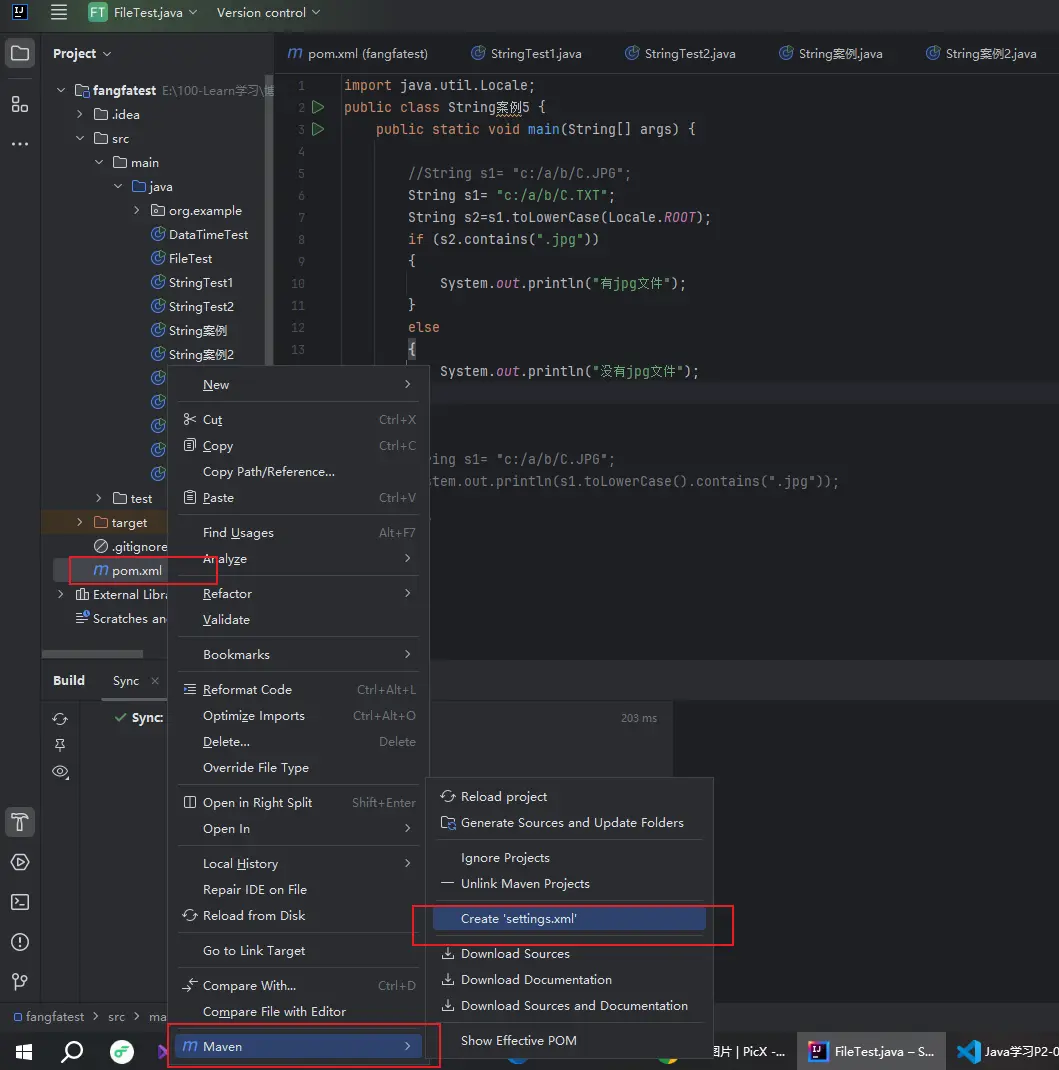 FT FileTest.java Version control
Project
pom.xml (fangfatest) StringTest1.java StringTest2.java String案例.java String案例2.java
fangfatest E:\100-Learn学习\
.idea
src
main
java
org.example
DataTimeTest
FileTest
StringTest1
StringTest2
String案例
String案例2
test
target
.gitignore
m pom.xml
External Libra
Scratches an
1 import java.util.Locale;
2 public class String案例5 {
3 public static void main(String[] args) {
4
5 //String s1= "c:/a/b/C.JPG";
6 String s1= "c:/a/b/C.TXT";
7 String s2=s1.toLowerCase(Locale.ROOT);
8 if (s2.contains(".jpg"))
9 {
10 System.out.println("有jpg文件");
11 }
12 else
13 {
System.out.println("没有jpg文件");
ing s1= "c:/a/b/C.JPG";
tem.out.println(s1.toLowerCase().contains(".jpg"));
New
Cut Ctrl+X
Copy Ctrl+C
Copy Path/Reference...
Paste Ctrl+V
Find Usages Alt+F7
Analyze
Refactor
Validate
Bookmarks
Reformat Code Ctrl+Alt+L
Optimize Imports Ctrl+Alt+O
Delete... Delete
Override File Type
Open in Right Split Shift+Enter
Open In
Local History
Repair IDE on File
Reload from Disk
Go to Link Target
Compare With... Ctrl+D
Compare File with Editor
m Maven
Reload project
Generate Sources and Update Folders
Ignore Projects
Unlink Maven Projects
Create 'settings.xml'
Download Sources
Download Documentation
Download Sources and Documentation
Show Effective POM
Build Sync
Sync: 203 ms
fangfatest > src > ma
图片 | PicX -... FileTest.java – S... Java学习P2-0